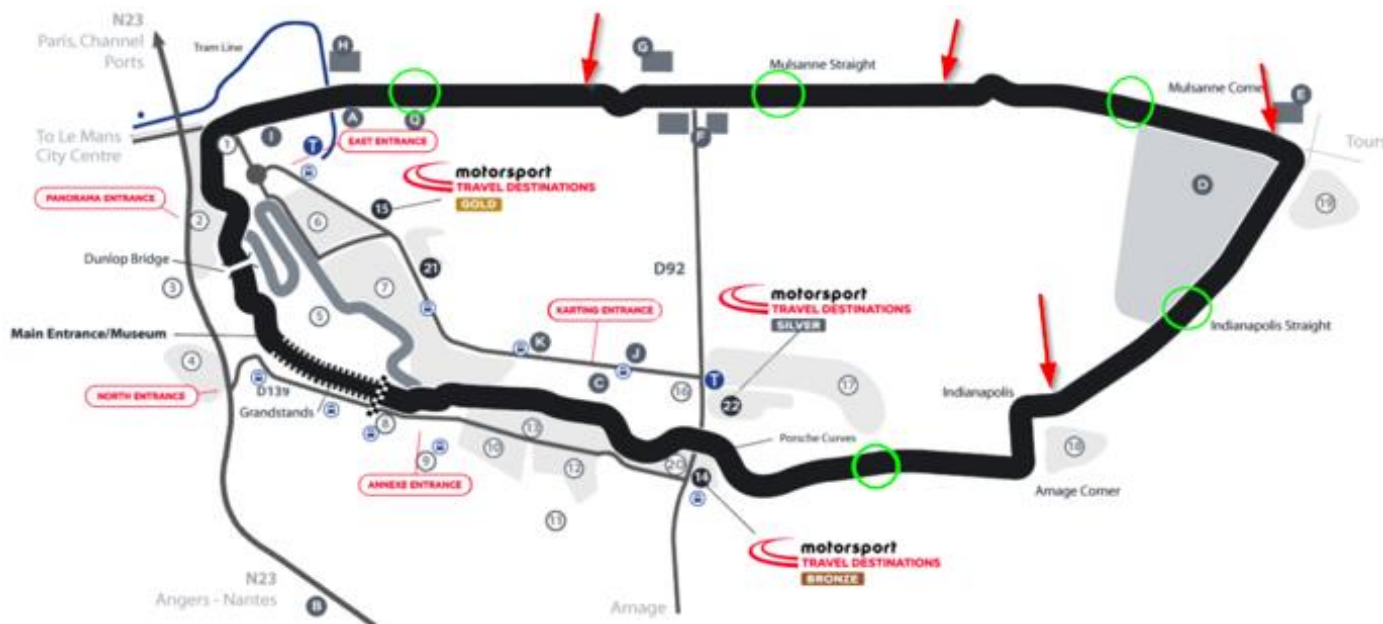 N23
Paris, Channel
Ports
Tram Line
H
G
Mulsanne Straight
Mulsanne Corne
E
To Le Mans
City Centre
1
I
A
Q
T
EAST ENTRANCE
F
Tours
motorsport
TRAVEL DESTINATIONS
GOLD
D
PANORAMA ENTRANCE
2
6
15
19
Dunlop Bridge
3
21
D92
5
7
motorsport
TRAVEL DESTINATIONS
SILVER
KARTING ENTRANCE
Indianapolis Straight
Main Entrance/Museum
4
K
J
C
16
T
22
17
Indianapolis
NORTH ENTRANCE
D139
Grandstands
8
13
Porsche Curves
18
9
10
12
20
14
ANNEXE ENTRANCE
Arnage Corner
11
motorsport
TRAVEL DESTINATIONS
BRONZE
N23
Angers - Nantes
B
Arnage